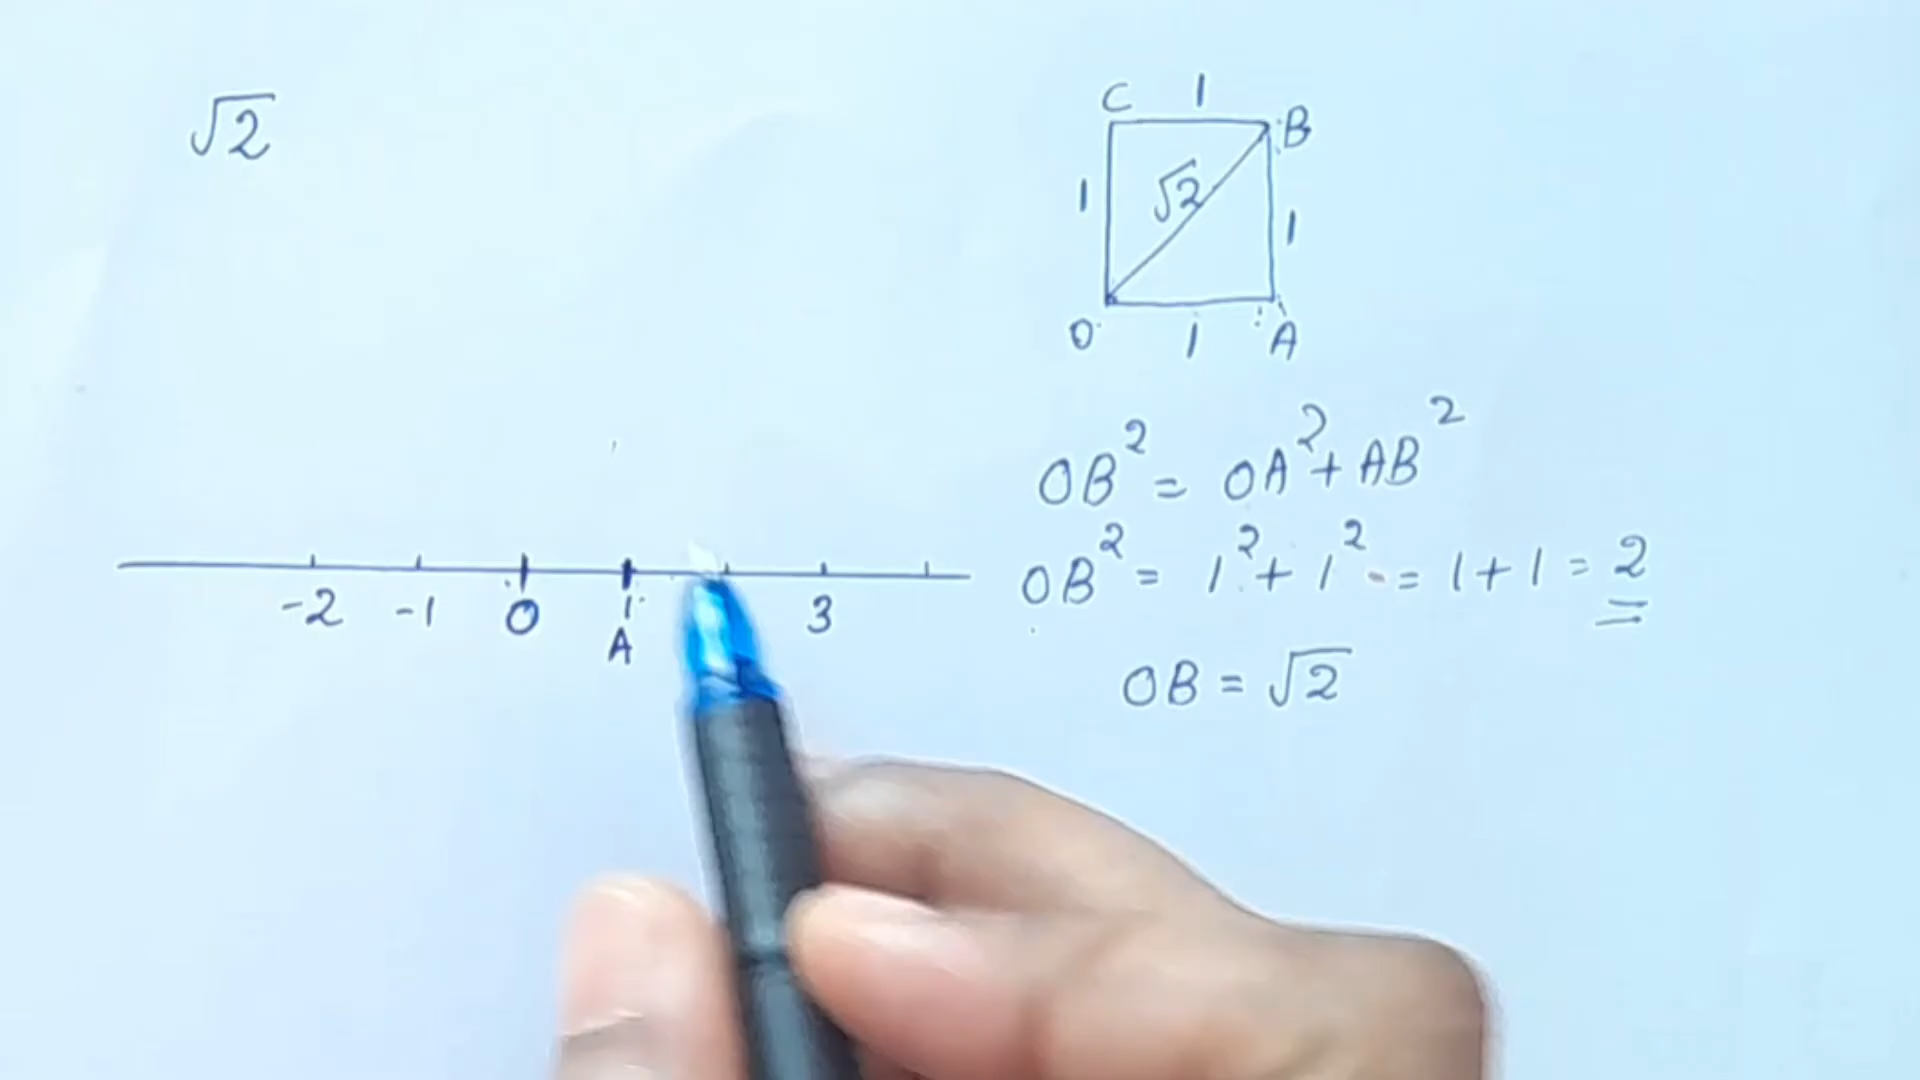 √2
C 1 B
1 √2 1
O 1 A
-2 -1 0 1 3
A
OB² = OA² + AB²
OB² = 1² + 1² = 1 + 1 = 2
OB = √2